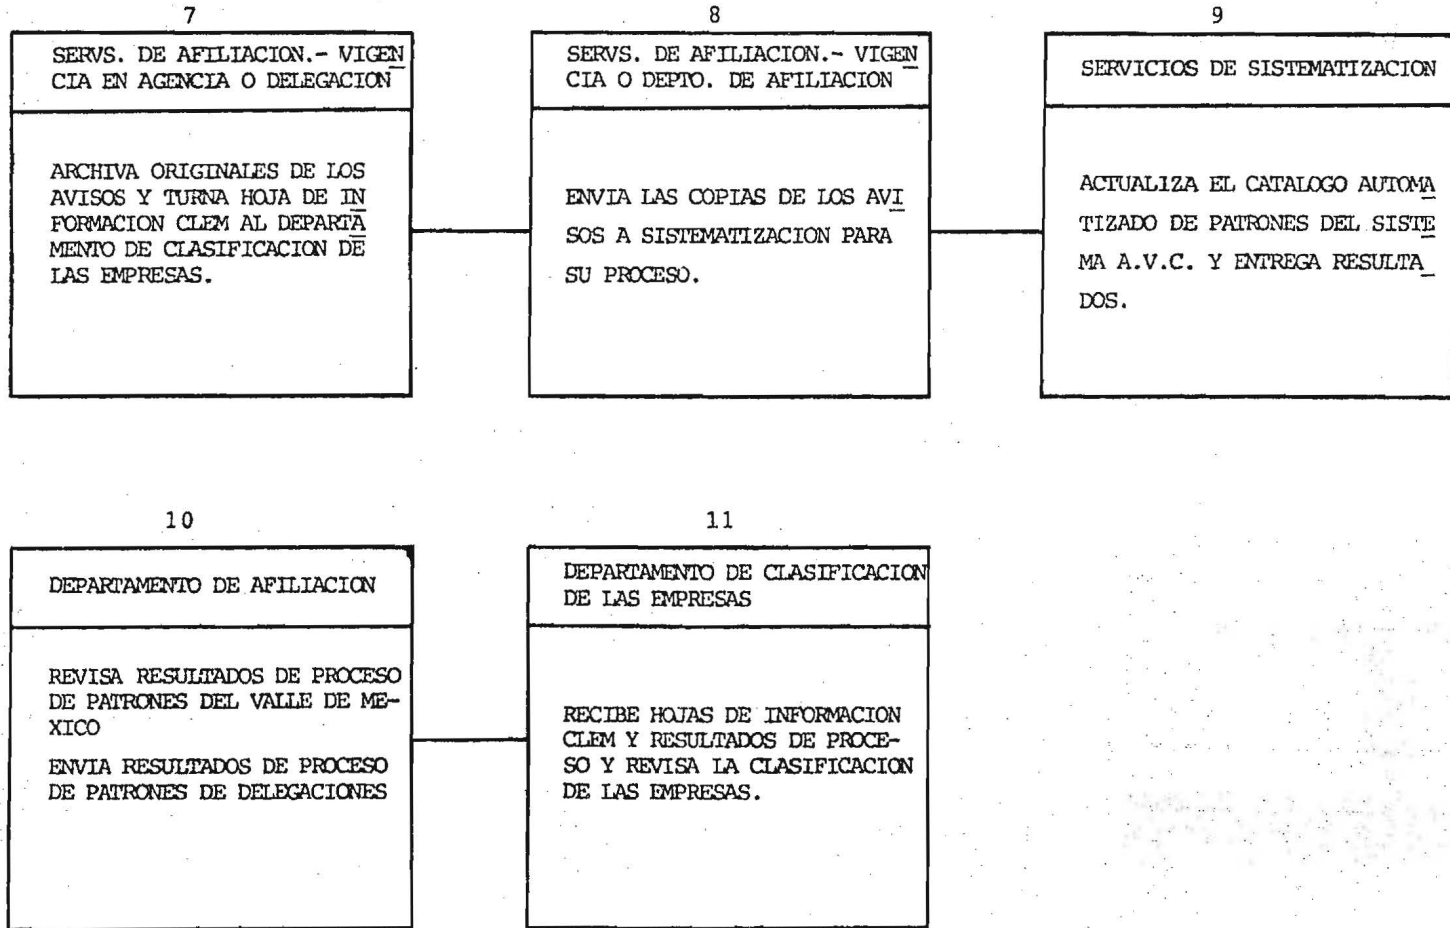 7
SERVS. DE AFILIACION.- VIGEN
CIA EN AGENCIA O DELEGACION
ARCHIVA ORIGINALES DE LOS
AVISOS Y TURNA HOJA DE IN
FORMACION CLEM AL DEPARTA
MENTO DE CLASIFICACION DE
LAS EMPRESAS.
8
SERVS. DE AFILIACION.- VIGEN
CIA O DEPTO. DE AFILIACION
ENVIA LAS COPIAS DE LOS AVI
SOS A SISTEMATIZACION PARA
SU PROCESO.
9
SERVICIOS DE SISTEMATIZACION
ACTUALIZA EL CATALOGO AUTOMA
TIZADO DE PATRONES DEL SISTE
MA A.V.C. Y ENTREGA RESULTA_
DOS.
10
DEPARTAMENTO DE AFILIACION
REVISA RESULTADOS DE PROCESO
DE PATRONES DEL VALLE DE ME-
XICO
ENVIA RESULTADOS DE PROCESO
DE PATRONES DE DELEGACIONES
11
DEPARTAMENTO DE CLASIFICACION
DE LAS EMPRESAS
RECIBE HOJAS DE INFORMACION
CLEM Y RESULTADOS DE PROCE-
SO Y REVISA LA CLASIFICACION
DE LAS EMPRESAS.